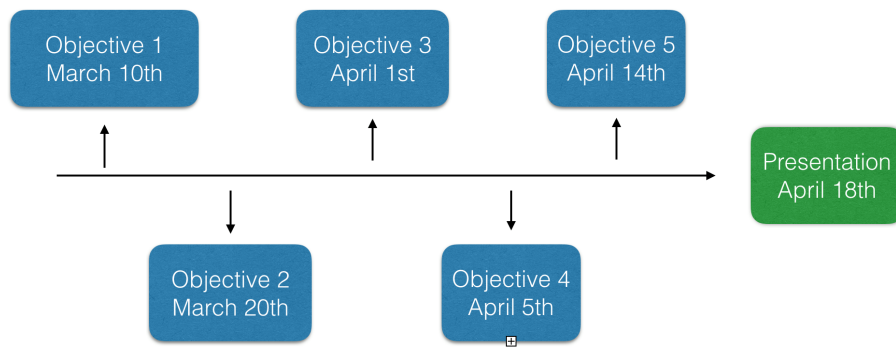 Objective 1
March 10th
Objective 3
April 1st
Objective 5
April 14th
Presentation
April 18th
Objective 2
March 20th
Objective 4
April 5th